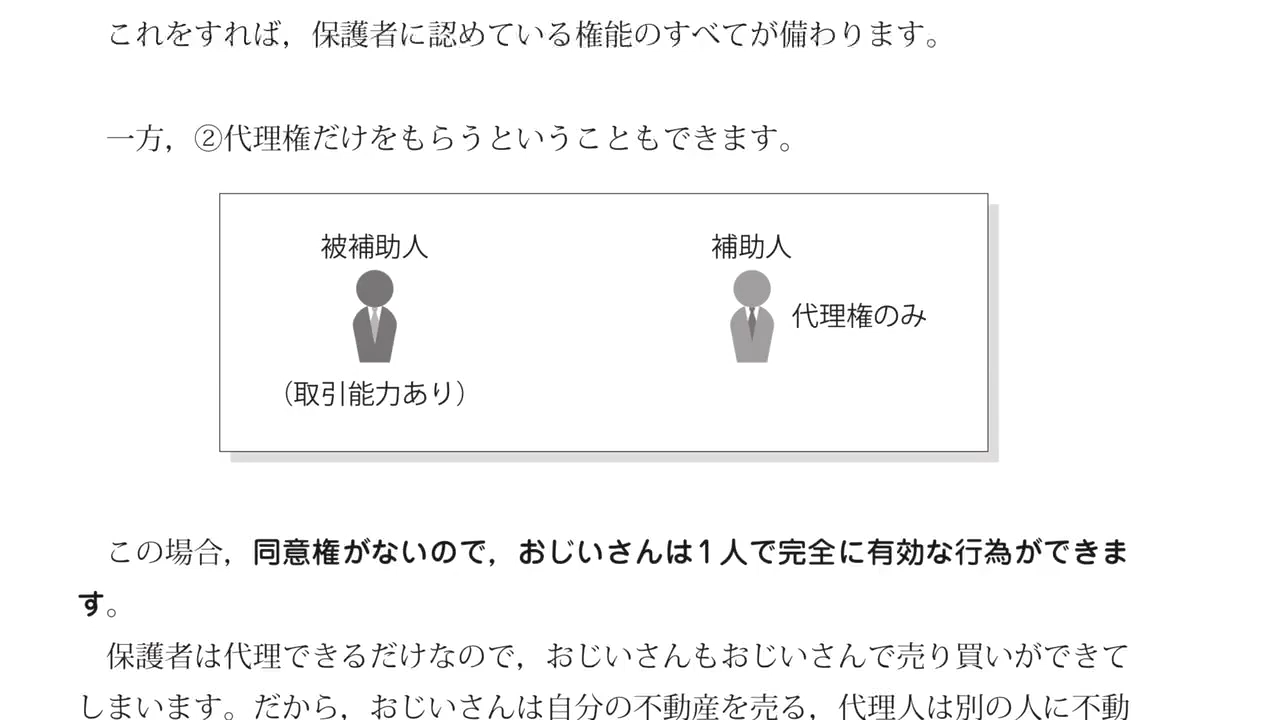 これをすれば，保護者に認めている権能のすべてが備わります。
一方，②代理権だけをもらうということもできます。
被補助人
補助人
代理権のみ
（取引能力あり）
この場合，同意権がないので，おじいさんは１人で完全に有効な行為ができま
す。
保護者は代理できるだけなので，おじいさんもおじいさんで売り買いができて
しまいます。だから，おじいさんは自分の不動産を売る，代理人は別の人に不動